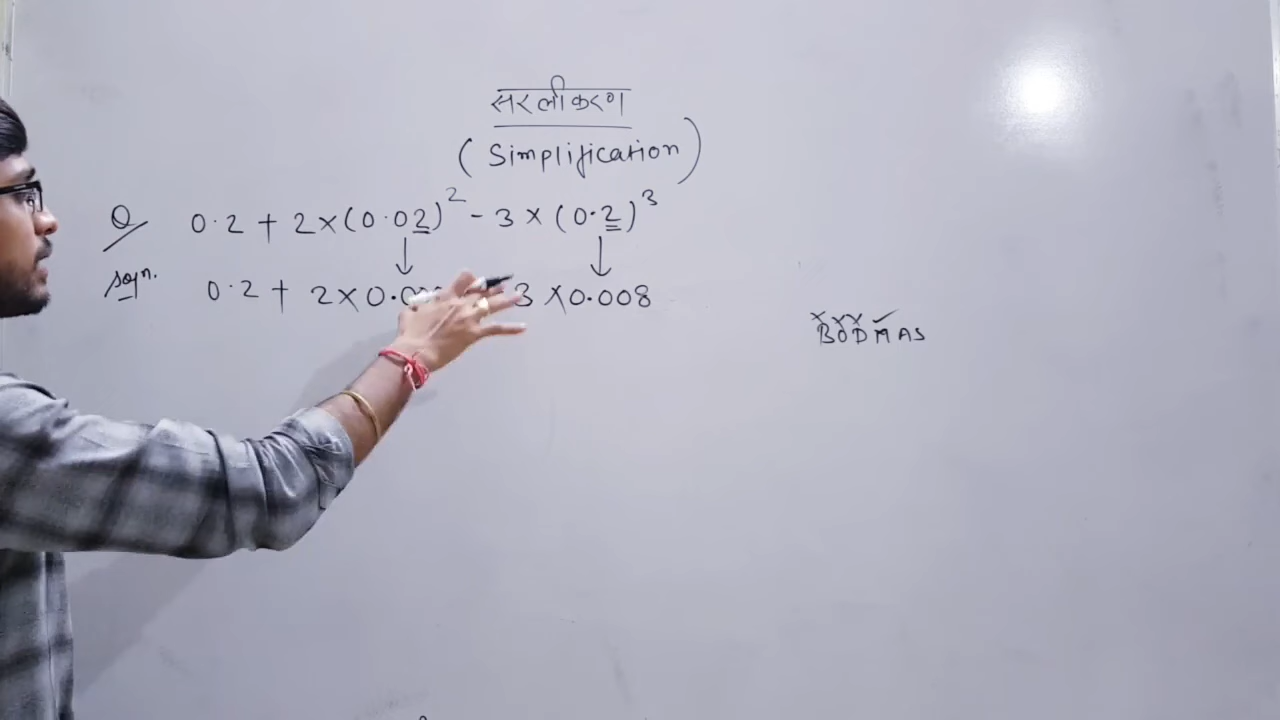 सरलीकरण
(Simplification)
Q 0.2 + 2 × (0.02)² - 3 × (0.2)³
Solⁿ. 0.2 + 2 × 0.0 3 × 0.008
BODMAS